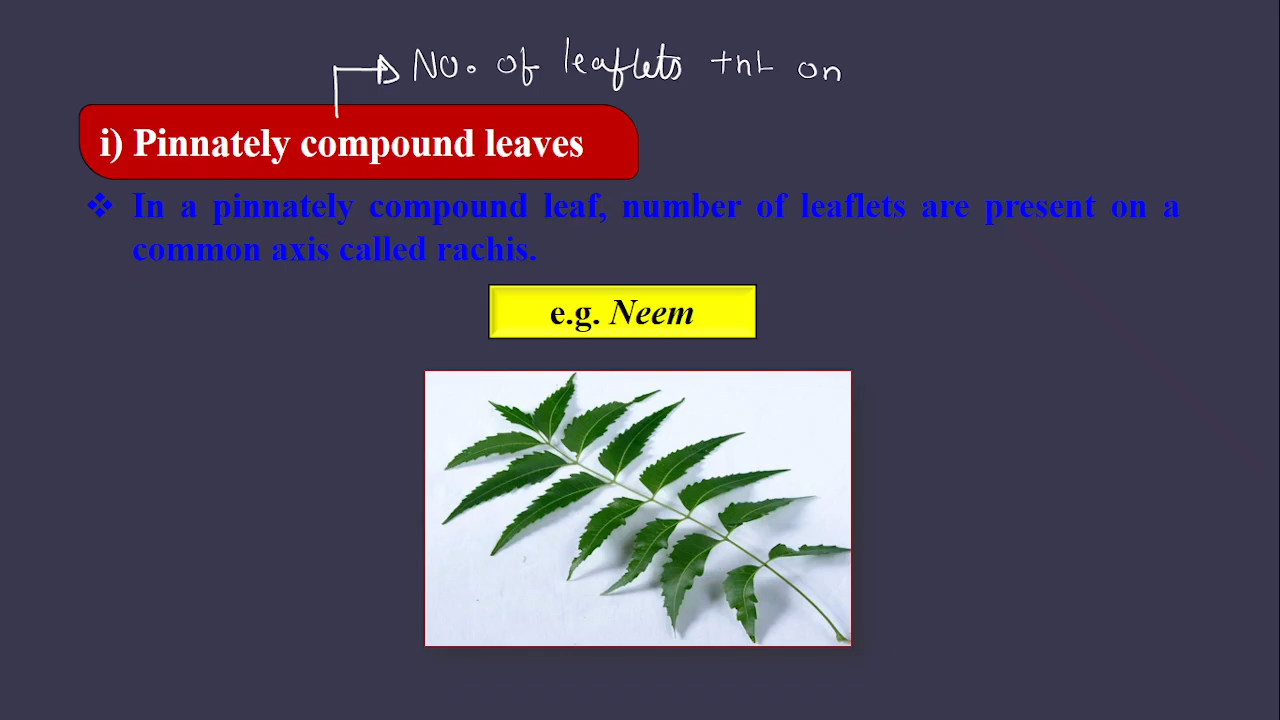 No. of leaflets tnt on
i) Pinnately compound leaves
❖ In a pinnately compound leaf, number of leaflets are present on a
common axis called rachis.
e.g. Neem